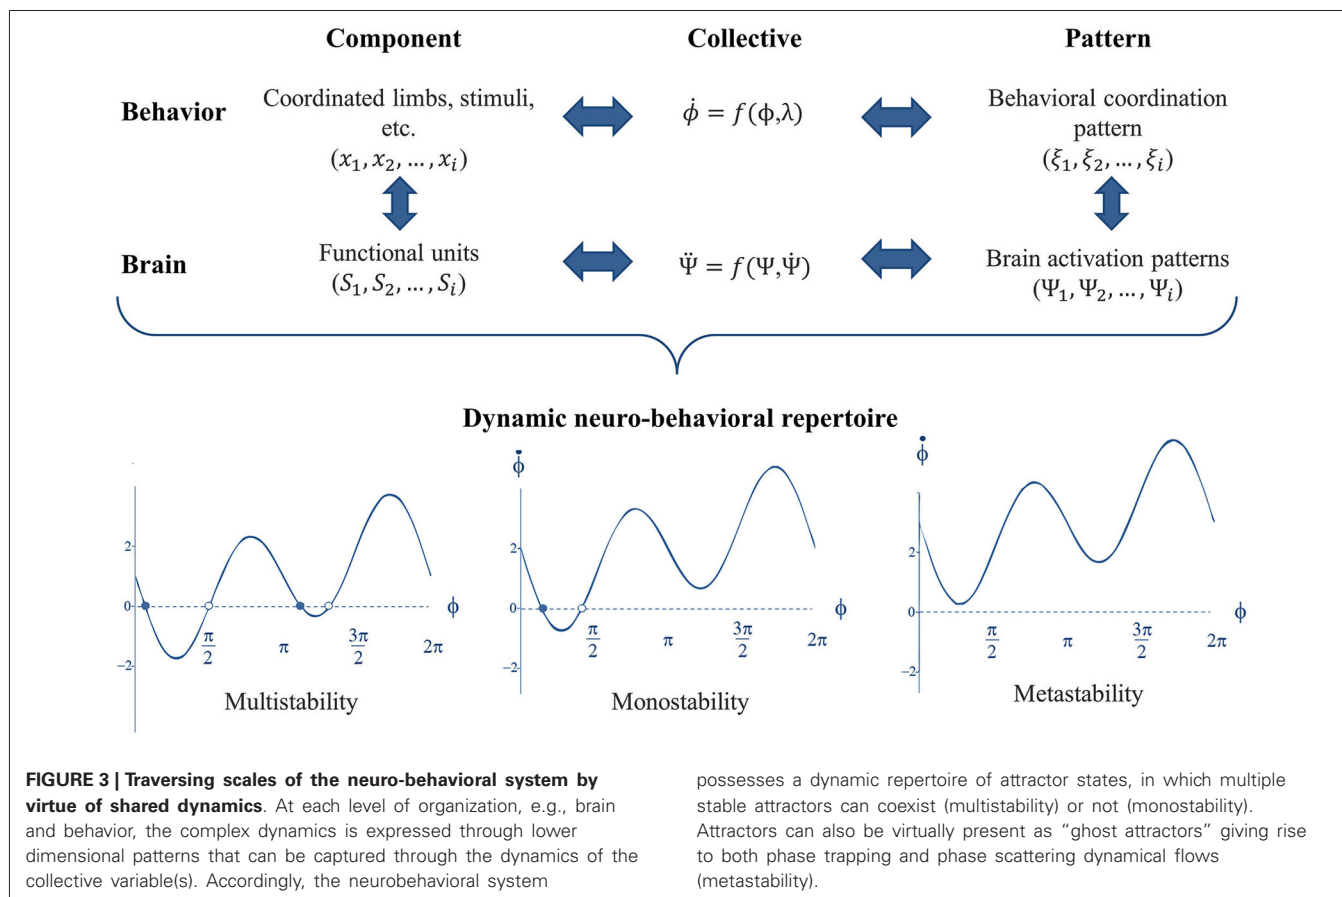 Component Collective Pattern
Behavior
Coordinated limbs, stimuli,
etc.
(x₁, x₂, ..., xᵢ)
ϕ̇ = f(ϕ,λ)
Behavioral coordination
pattern
(ξ₁, ξ₂, ..., ξᵢ)
Brain
Functional units
(S₁, S₂, ..., Sᵢ)
Ψ̈ = f(Ψ,Ψ̇)
Brain activation patterns
(Ψ₁, Ψ₂, ..., Ψᵢ)
Dynamic neuro-behavioral repertoire
2
0
−2
π/2 π 3π/2 2π
ϕ
Multistability
ϕ̇
2
0
−2
π/2 π 3π/2 2π
ϕ
Monostability
ϕ̇
2
0
−2
π/2 π 3π/2 2π
ϕ
Metastability
FIGURE 3 | Traversing scales of the neuro-behavioral system by
virtue of shared dynamics. At each level of organization, e.g., brain
and behavior, the complex dynamics is expressed through lower
dimensional patterns that can be captured through the dynamics of the
collective variable(s). Accordingly, the neurobehavioral system
possesses a dynamic repertoire of attractor states, in which multiple
stable attractors can coexist (multistability) or not (monostability).
Attractors can also be virtually present as “ghost attractors” giving rise
to both phase trapping and phase scattering dynamical flows
(metastability).